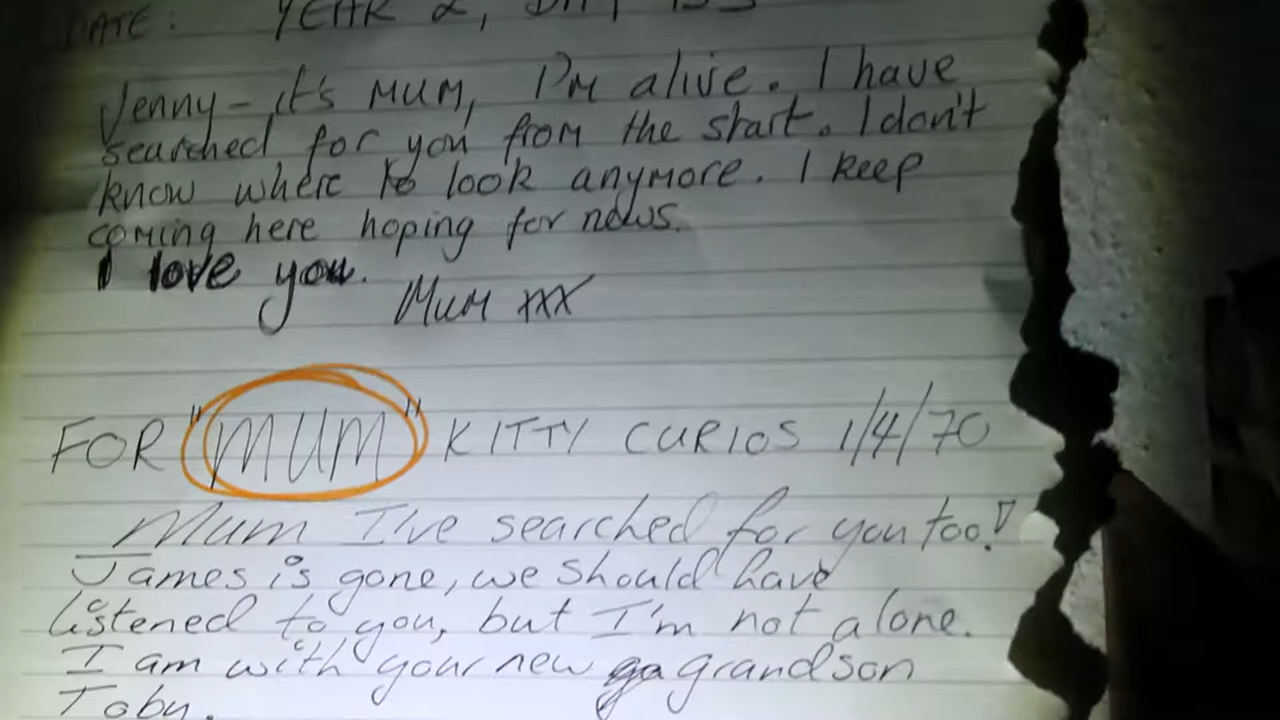 DATE: YEAR 2,
Jenny - it's MUM, I'M alive. I have
searched for you from the start. I don't
know where to look anymore. I keep
coming here hoping for news.
I love you. Mum xxx
FOR "MUM" KITTY CURIOS 1/4/70
Mum I've searched for you too!
James is gone, we should have
listened to you, but I'm not alone.
I am with your new grandson
Toby.